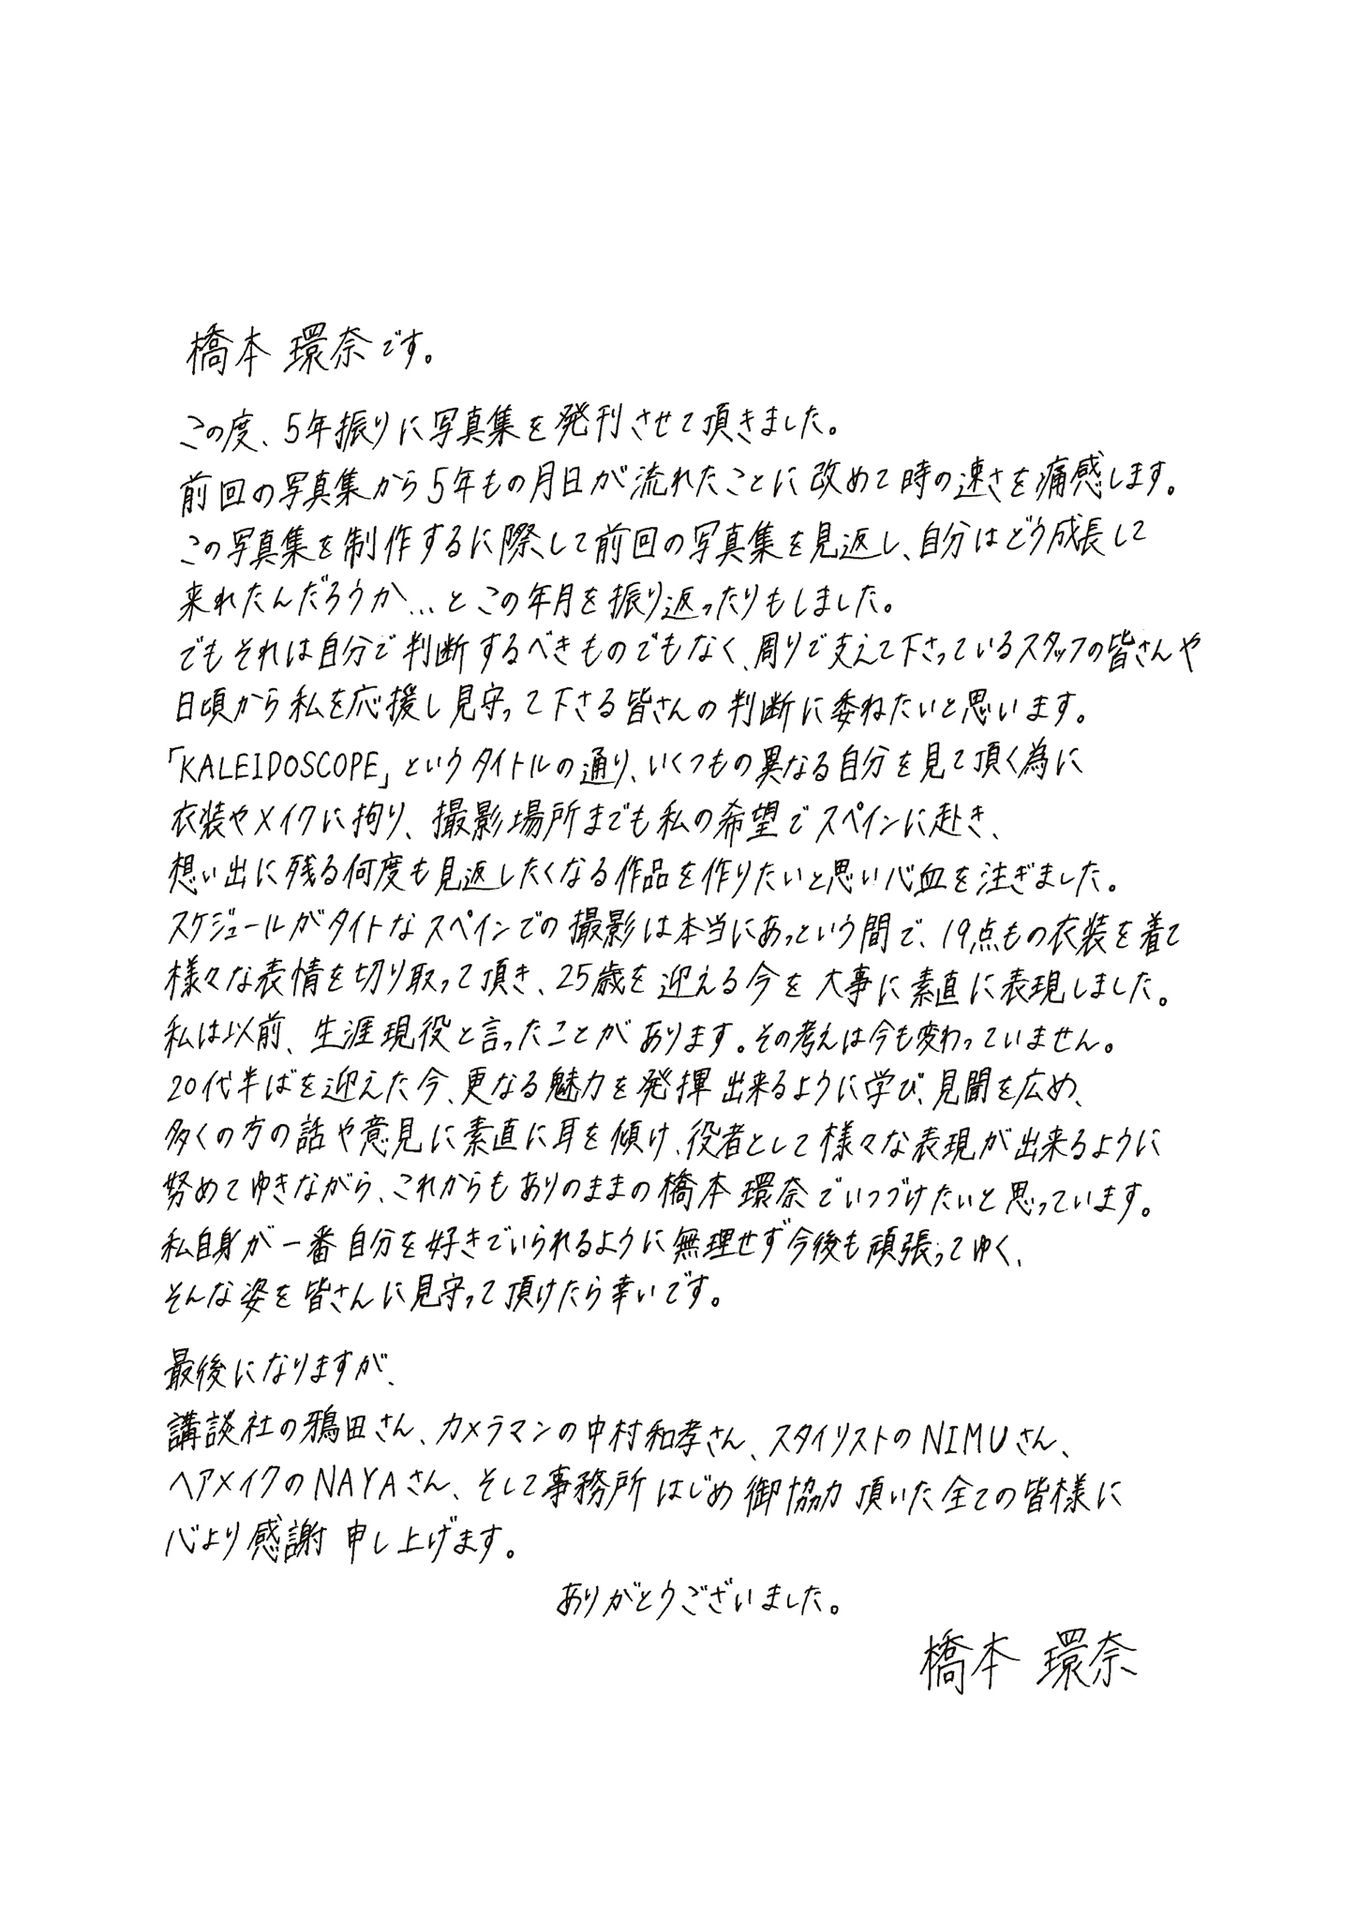 橋本 環奈です。
この度、5年振りに写真集を発刊させて頂きました。
前回の写真集から5年もの月日が流れたことに改めて時の速さを痛感します。
この写真集を制作するに際して前回の写真集を見返し、自分はどう成長して
来れたんだろうか...とこの年月を振り返ったりもしました。
でもそれは自分で判断するべきものでもなく、周りで支えて下さっているスタッフの皆さんや
日頃から私を応援し見守って下さる皆さんの判断に委ねたいと思います。
「KALEIDOSCOPE」というタイトルの通り、いくつもの異なる自分を見て頂く為に
衣装やメイクに拘り、撮影場所までも私の希望でスペインに赴き、
想い出に残る何度も見返したくなる作品を作りたいと思い心血を注ぎました。
スケジュールがタイトなスペインでの撮影は本当にあっという間で、19点もの衣装を着て
様々な表情を切り取って頂き、25歳を迎える今を大事に素直に表現しました。
私は以前、生涯現役と言ったことがあります。その考えは今も変わっていません。
20代半ばを迎えた今、更なる魅力を発揮出来るように学び、見聞を広め、
多くの方の話や意見に素直に耳を傾け、役者として様々な表現が出来るように
努めてゆきながら、これからもありのままの橋本環奈でいつづけたいと思っています。
私自身が一番自分を好きでいられるように無理せず今後も頑張ってゆく、
そんな姿を皆さんに見守って頂けたら幸いです。
最後になりますが、
講談社の鴉田さん、カメラマンの中村和孝さん、スタイリストのNIMUさん、
ヘアメイクのNAYAさん、そして事務所はじめ御協力頂いた全ての皆様に
心より感謝申し上げます。
ありがとうございました。
橋本 環奈